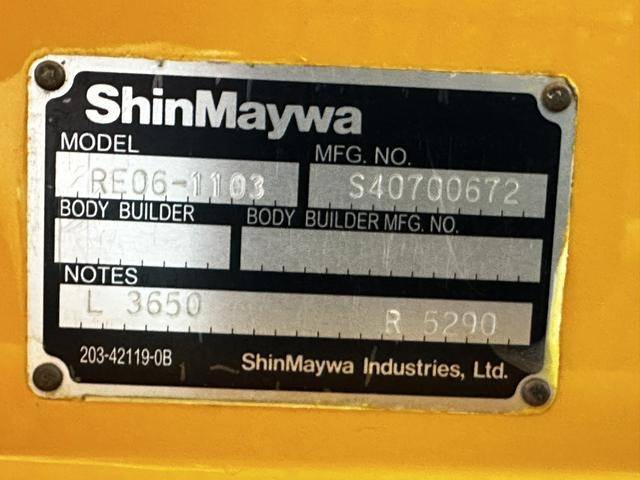 ShinMaywa
MODEL MFG. NO.
RE06-1103 S40700672
BODY BUILDER BODY BUILDER MFG. NO.
NOTES
L 3650 R 5290
203-42119-0B ShinMaywa Industries, Ltd.